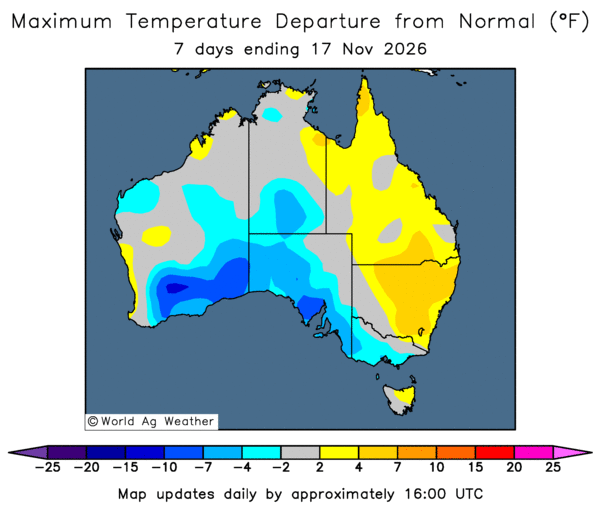 Maximum Temperature Departure from Normal (°F)
7 days ending 17 Nov 2026
©World Ag Weather
-25 -20 -15 -10 -7 -4 -2 2 4 7 10 15 20 25
Map updates daily by approximately 16:00 UTC